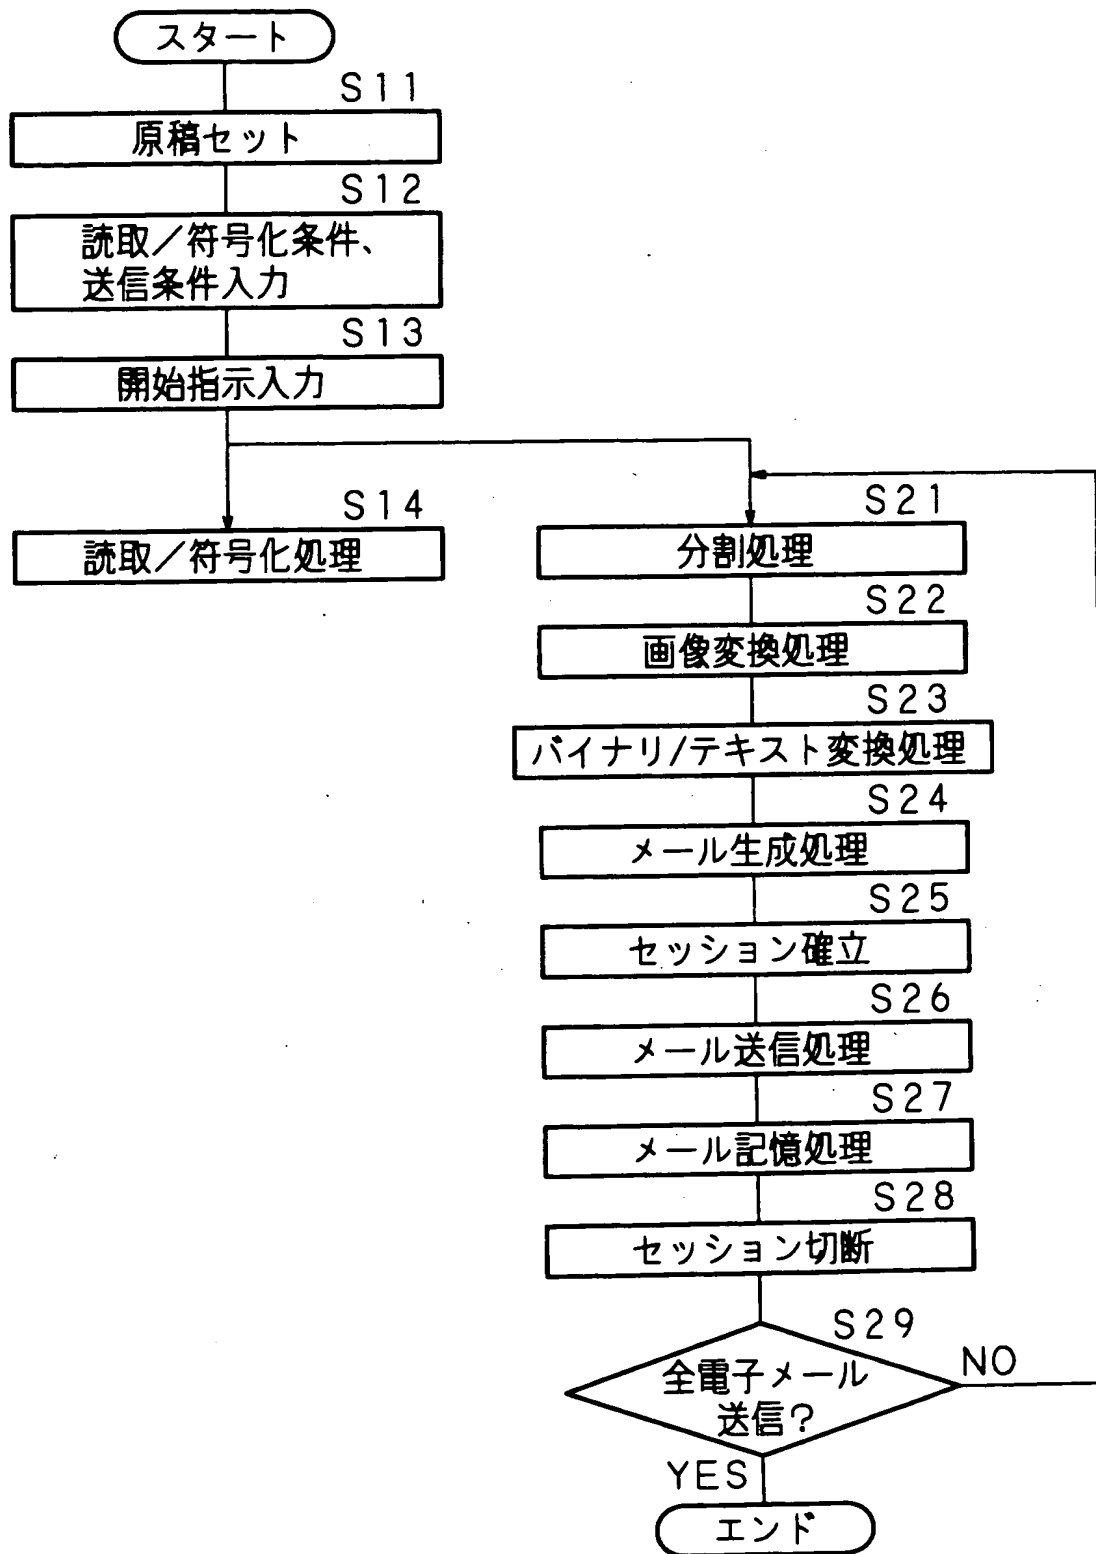 スタート
S11
原稿セット
S12
読取／符号化条件、
送信条件入力
S13
開始指示入力
S14
読取／符号化処理
S21
分割処理
S22
画像変換処理
S23
バイナリ/テキスト変換処理
S24
メール生成処理
S25
セッション確立
S26
メール送信処理
S27
メール記憶処理
S28
セッション切断
S29
全電子メール
送信？
NO
YES
エンド